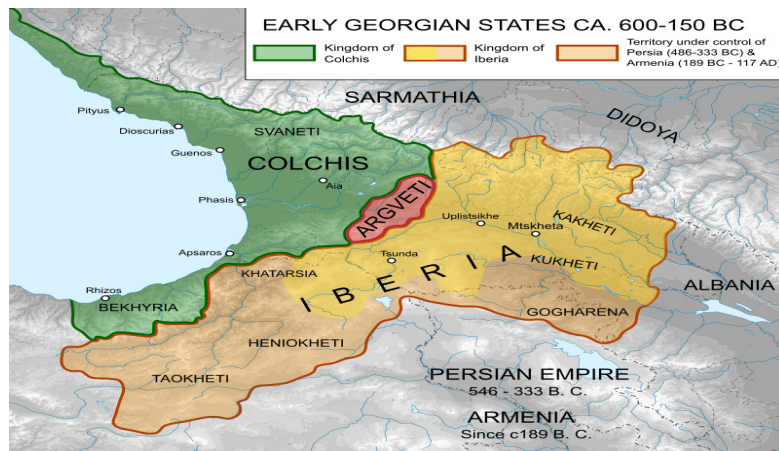 EARLY GEORGIAN STATES CA. 600-150 BC
Kingdom of
Colchis
Kingdom of
Iberia
Territory under control of
Persia (486-333 BC) &
Armenia (189 BC - 117 AD)
SARMATHIA
DIDOYA
Pityus
Dioscurias
SVANETI
Guenos
COLCHIS
Aia
Phasis
ARGVETI
Uplistsikhe
Mtskheta
KAKHETI
Apsaros
Tsunda
KUKHETI
KHATARSIA
IBERIA
ALBANIA
Rhizos
BEKHYRIA
GOGHARENA
HENIOKHETI
TAOKHETI
PERSIAN EMPIRE
546 - 333 B. C.
ARMENIA
Since c189 B. C.